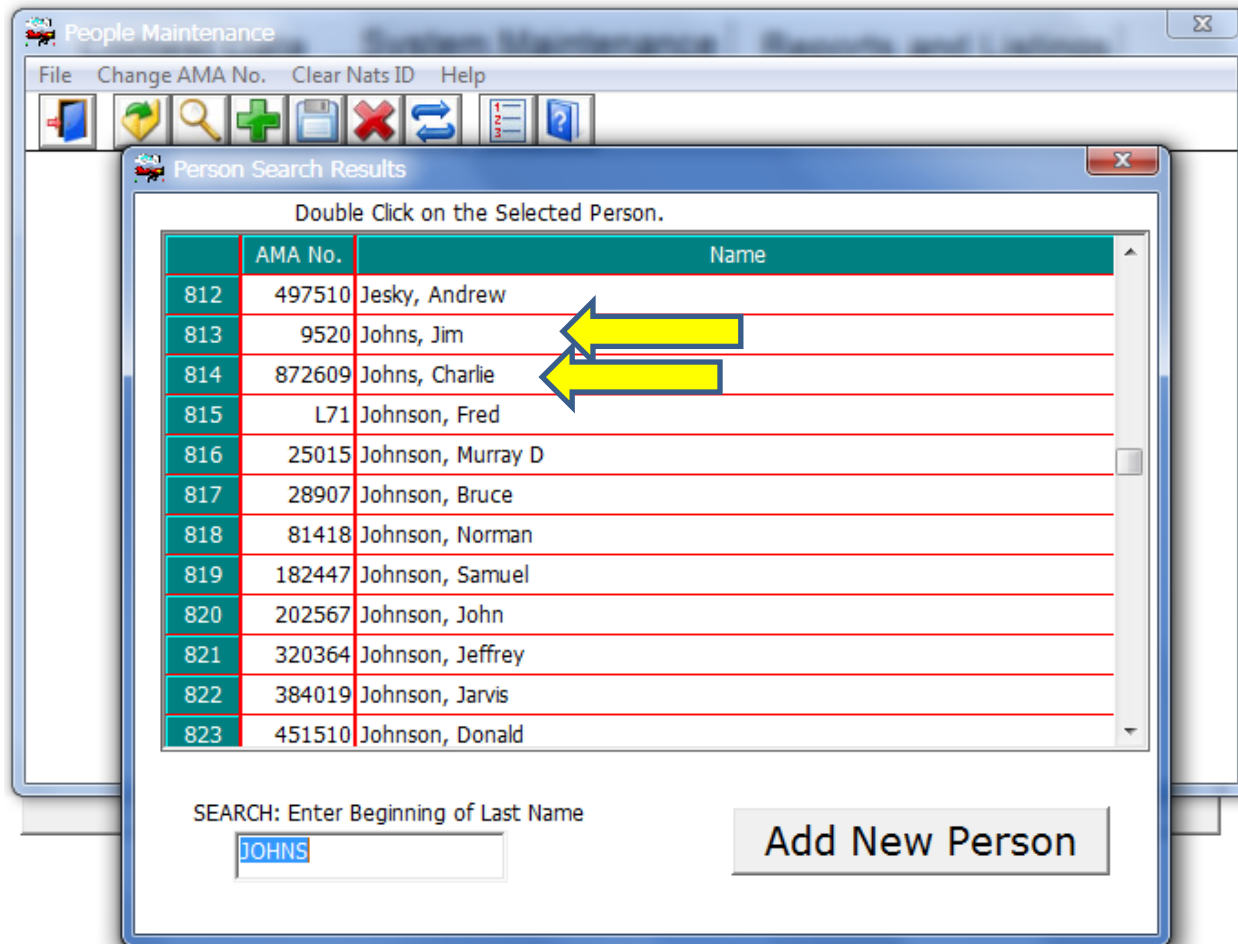 People Maintenance
System Maintenance Reports and Listings
File Change AMA No. Clear Nats ID Help
Person Search Results
Double Click on the Selected Person.
AMA No. Name
812 497510 Jesky, Andrew
813 9520 Johns, Jim
814 872609 Johns, Charlie
815 L71 Johnson, Fred
816 25015 Johnson, Murray D
817 28907 Johnson, Bruce
818 81418 Johnson, Norman
819 182447 Johnson, Samuel
820 202567 Johnson, John
821 320364 Johnson, Jeffrey
822 384019 Johnson, Jarvis
823 451510 Johnson, Donald
SEARCH: Enter Beginning of Last Name
JOHNS
Add New Person